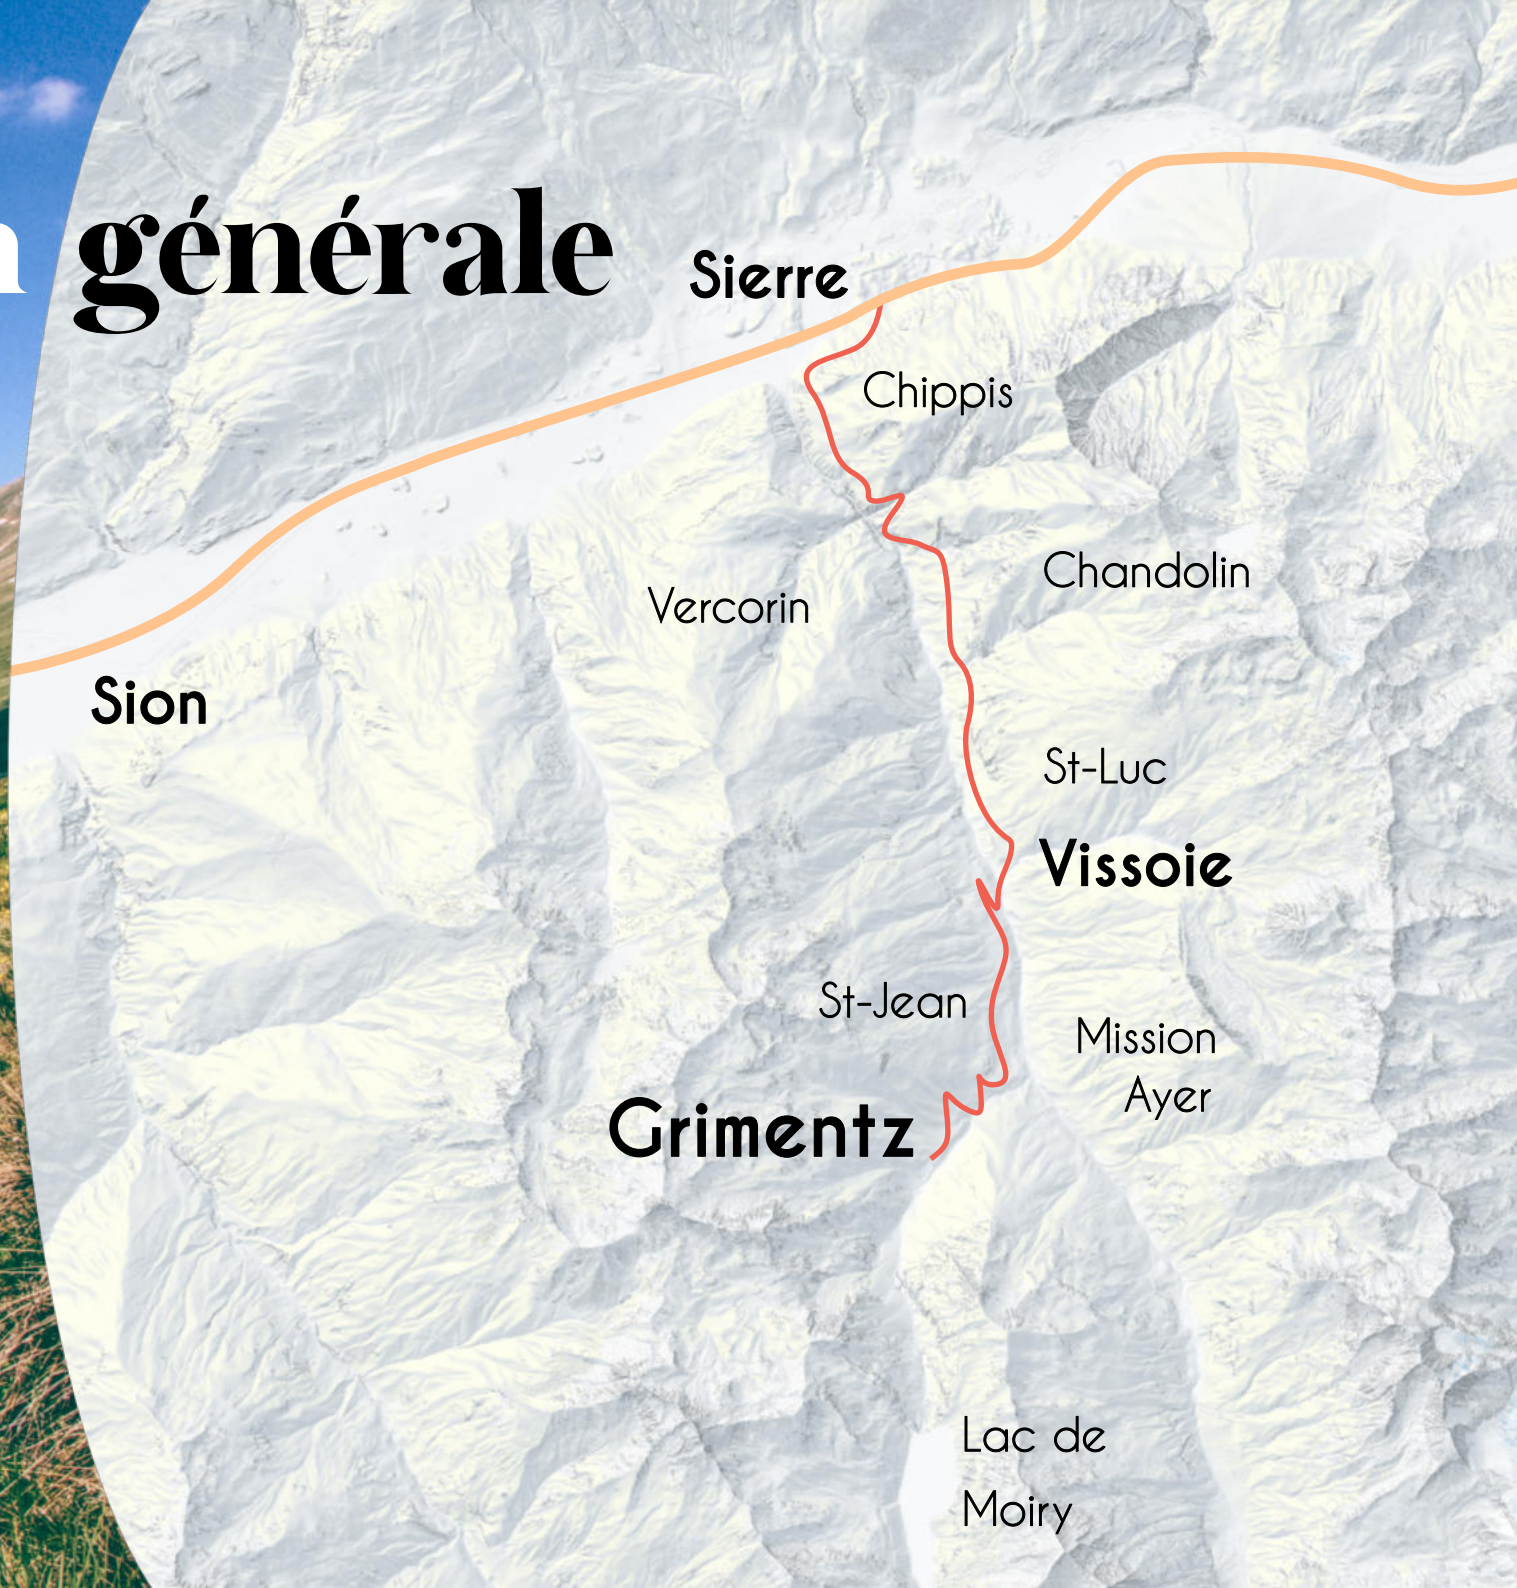 générale
Sierre
Chippis
Chandolin
Vercorin
Sion
St-Luc
Vissoie
St-Jean
Mission
Ayer
Grimentz
Lac de
Moiry